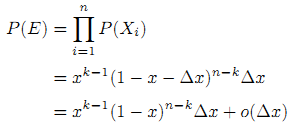 P(E) = ∏_{i=1}^{n} P(X_i)
= x^{k−1}(1 − x − Δx)^{n−k}Δx
= x^{k−1}(1 − x)^{n−k}Δx + o(Δx)